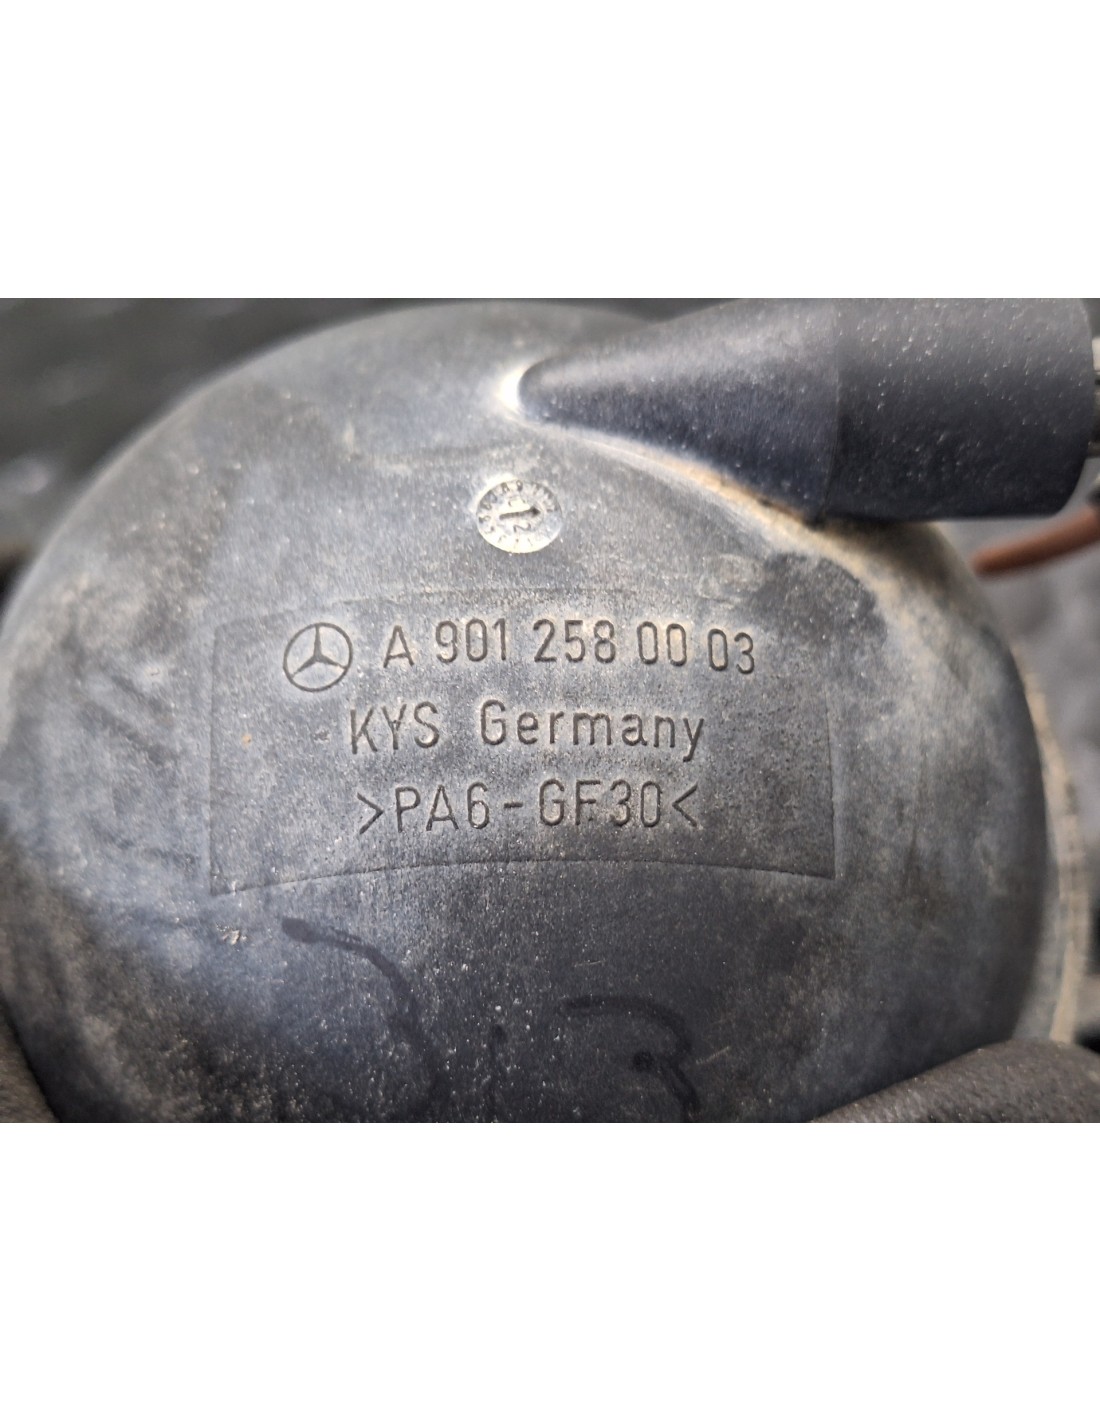 A 901 258 00 03
KYS Germany
>PA6-GF30<